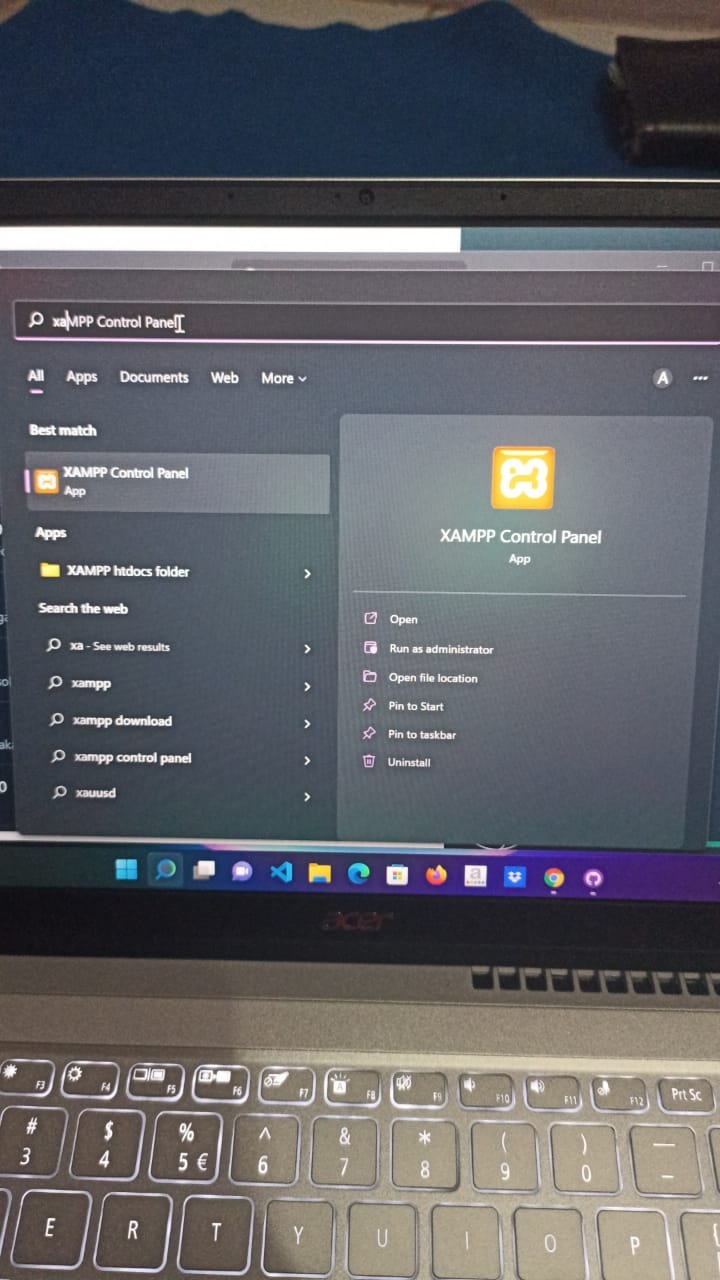 xaMPP Control Panel
All Apps Documents Web More
A
Best match
XAMPP Control Panel
App
Apps
XAMPP htdocs folder
Search the web
xa - See web results
xampp
xampp download
xampp control panel
xauusd
XAMPP Control Panel
App
Open
Run as administrator
Open file location
Pin to Start
Pin to taskbar
Uninstall
acer
F3 F4 F5 F6 F7 F8 F9 F10 F11 F12 Prt Sc
# $ % ^ & * ( )
3 4 5 € 6 7 8 9 0
E R T Y U I O P